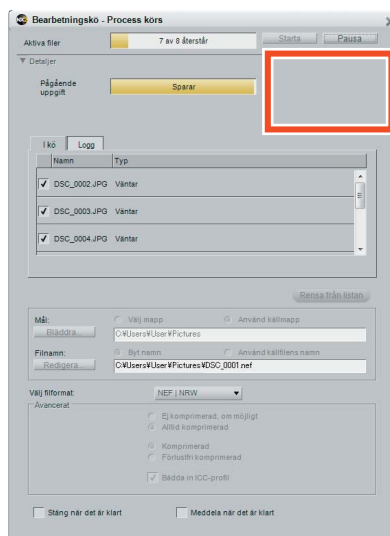 Bearbetningskö - Process körs
Aktiva filer
7 av 8 återstår
Starta
Pausa
Detaljer
Pågående uppgift
Sparar
I kö
Logg
Namn
Typ
DSC_0002.JPG Väntar
DSC_0003.JPG Väntar
DSC_0004.JPG Väntar
Rensa från listan
Mål:
Välj mapp
Använd källmapp
Bläddra...
C:¥Users¥User¥Pictures
Filnamn:
Byt namn
Använd källfilens namn
Redigera...
C:¥Users¥User¥Pictures¥DSC_0001.nef
Välj filformat:
NEF | NRW
Avancerat
Ej komprimerad, om möjligt
Alltid komprimerad
Komprimerad
Förlustfri komprimerad
Bädda in ICC-profil
Stäng när det är klart
Meddela när det är klart